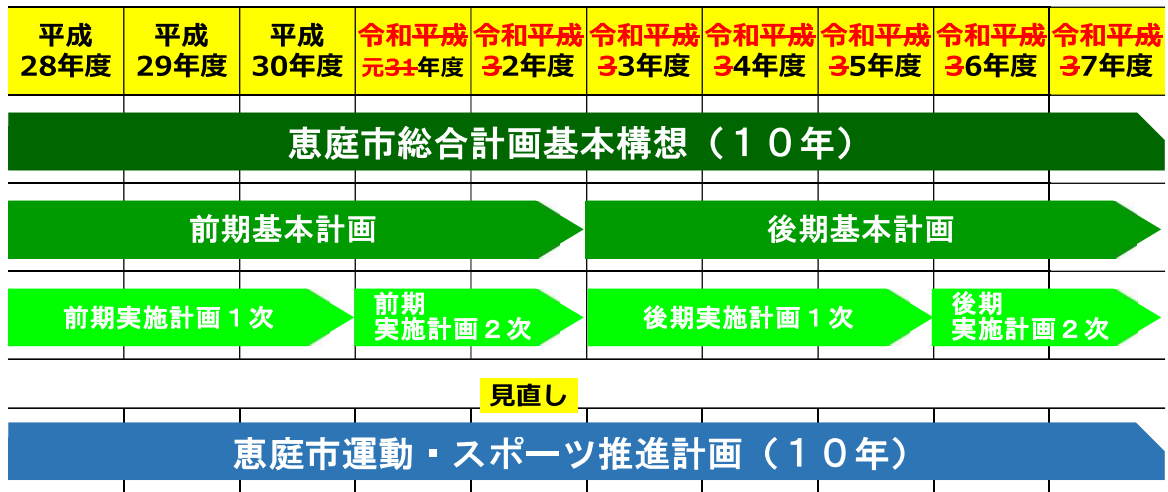 平成 平成 平成 令和平成 令和平成 令和平成 令和平成 令和平成 令和平成 令和平成
28年度 29年度 30年度 元31年度 32年度 33年度 34年度 35年度 36年度 37年度
恵庭市総合計画基本構想（１０年）
前期基本計画 後期基本計画
前期実施計画１次
前期
実施計画２次
後期実施計画１次
後期
実施計画２次
見直し
恵庭市運動・スポーツ推進計画（１０年）